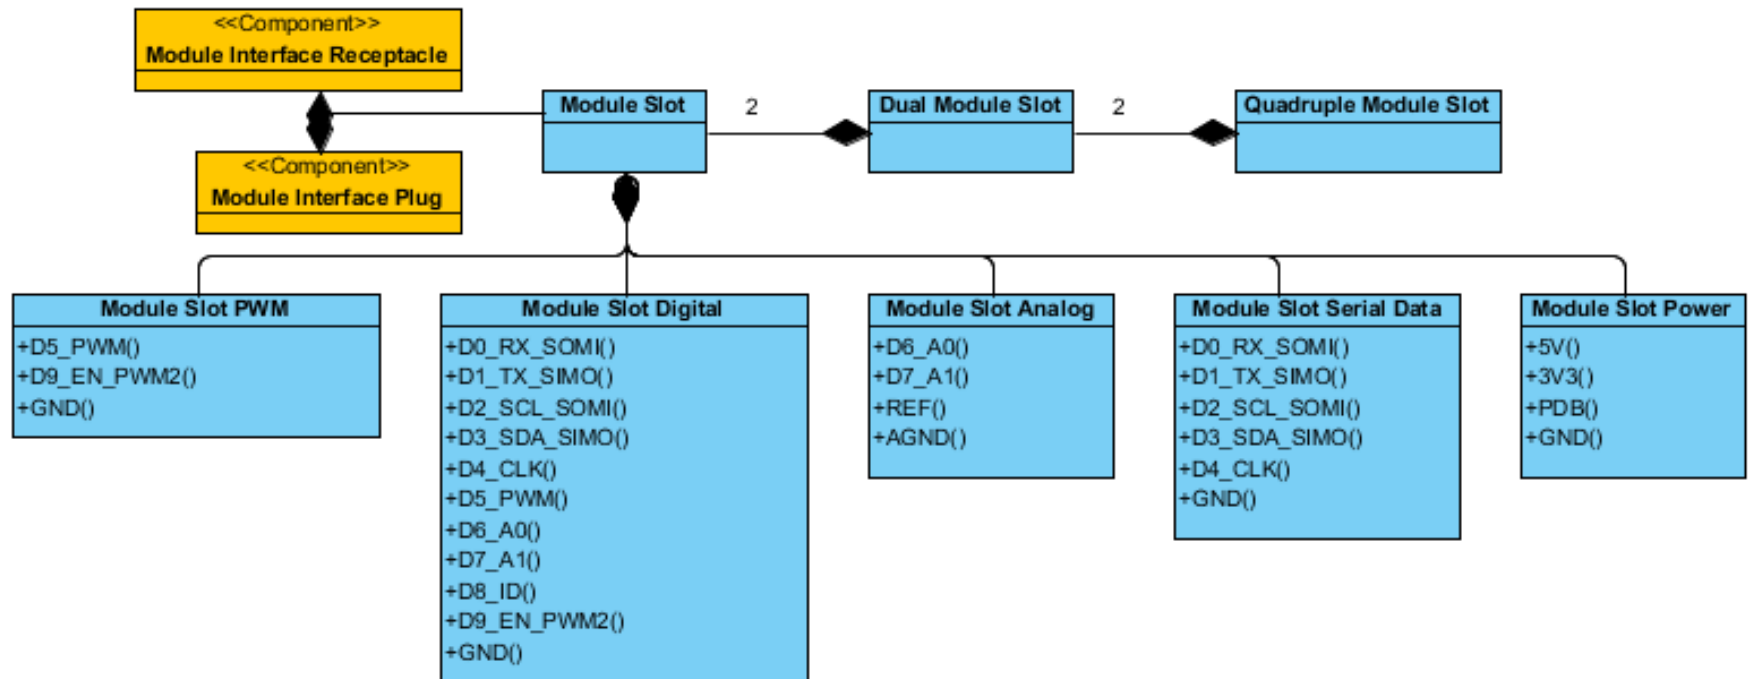 <<Component>>
Module Interface Receptacle
Module Slot
2
Dual Module Slot
2
Quadruple Module Slot
<<Component>>
Module Interface Plug
Module Slot PWM
+D5_PWM()
+D9_EN_PWM2()
+GND()
Module Slot Digital
+D0_RX_SOMI()
+D1_TX_SIMO()
+D2_SCL_SOMI()
+D3_SDA_SIMO()
+D4_CLK()
+D5_PWM()
+D6_A0()
+D7_A1()
+D8_ID()
+D9_EN_PWM2()
+GND()
Module Slot Analog
+D6_A0()
+D7_A1()
+REF()
+AGND()
Module Slot Serial Data
+D0_RX_SOMI()
+D1_TX_SIMO()
+D2_SCL_SOMI()
+D3_SDA_SIMO()
+D4_CLK()
+GND()
Module Slot Power
+5V()
+3V3()
+PDB()
+GND()